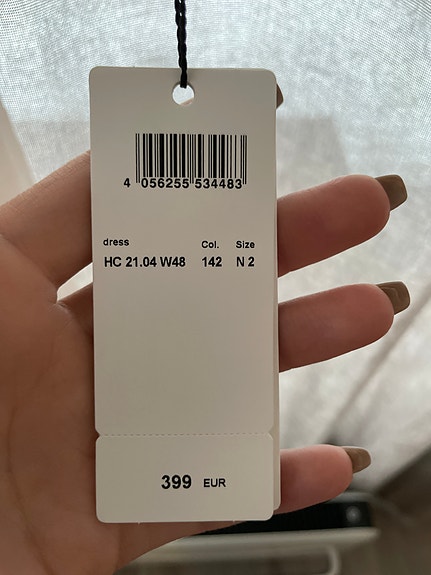 4 056255 534483
dress Col. Size
HC 21.04 W48 142 N 2
399 EUR